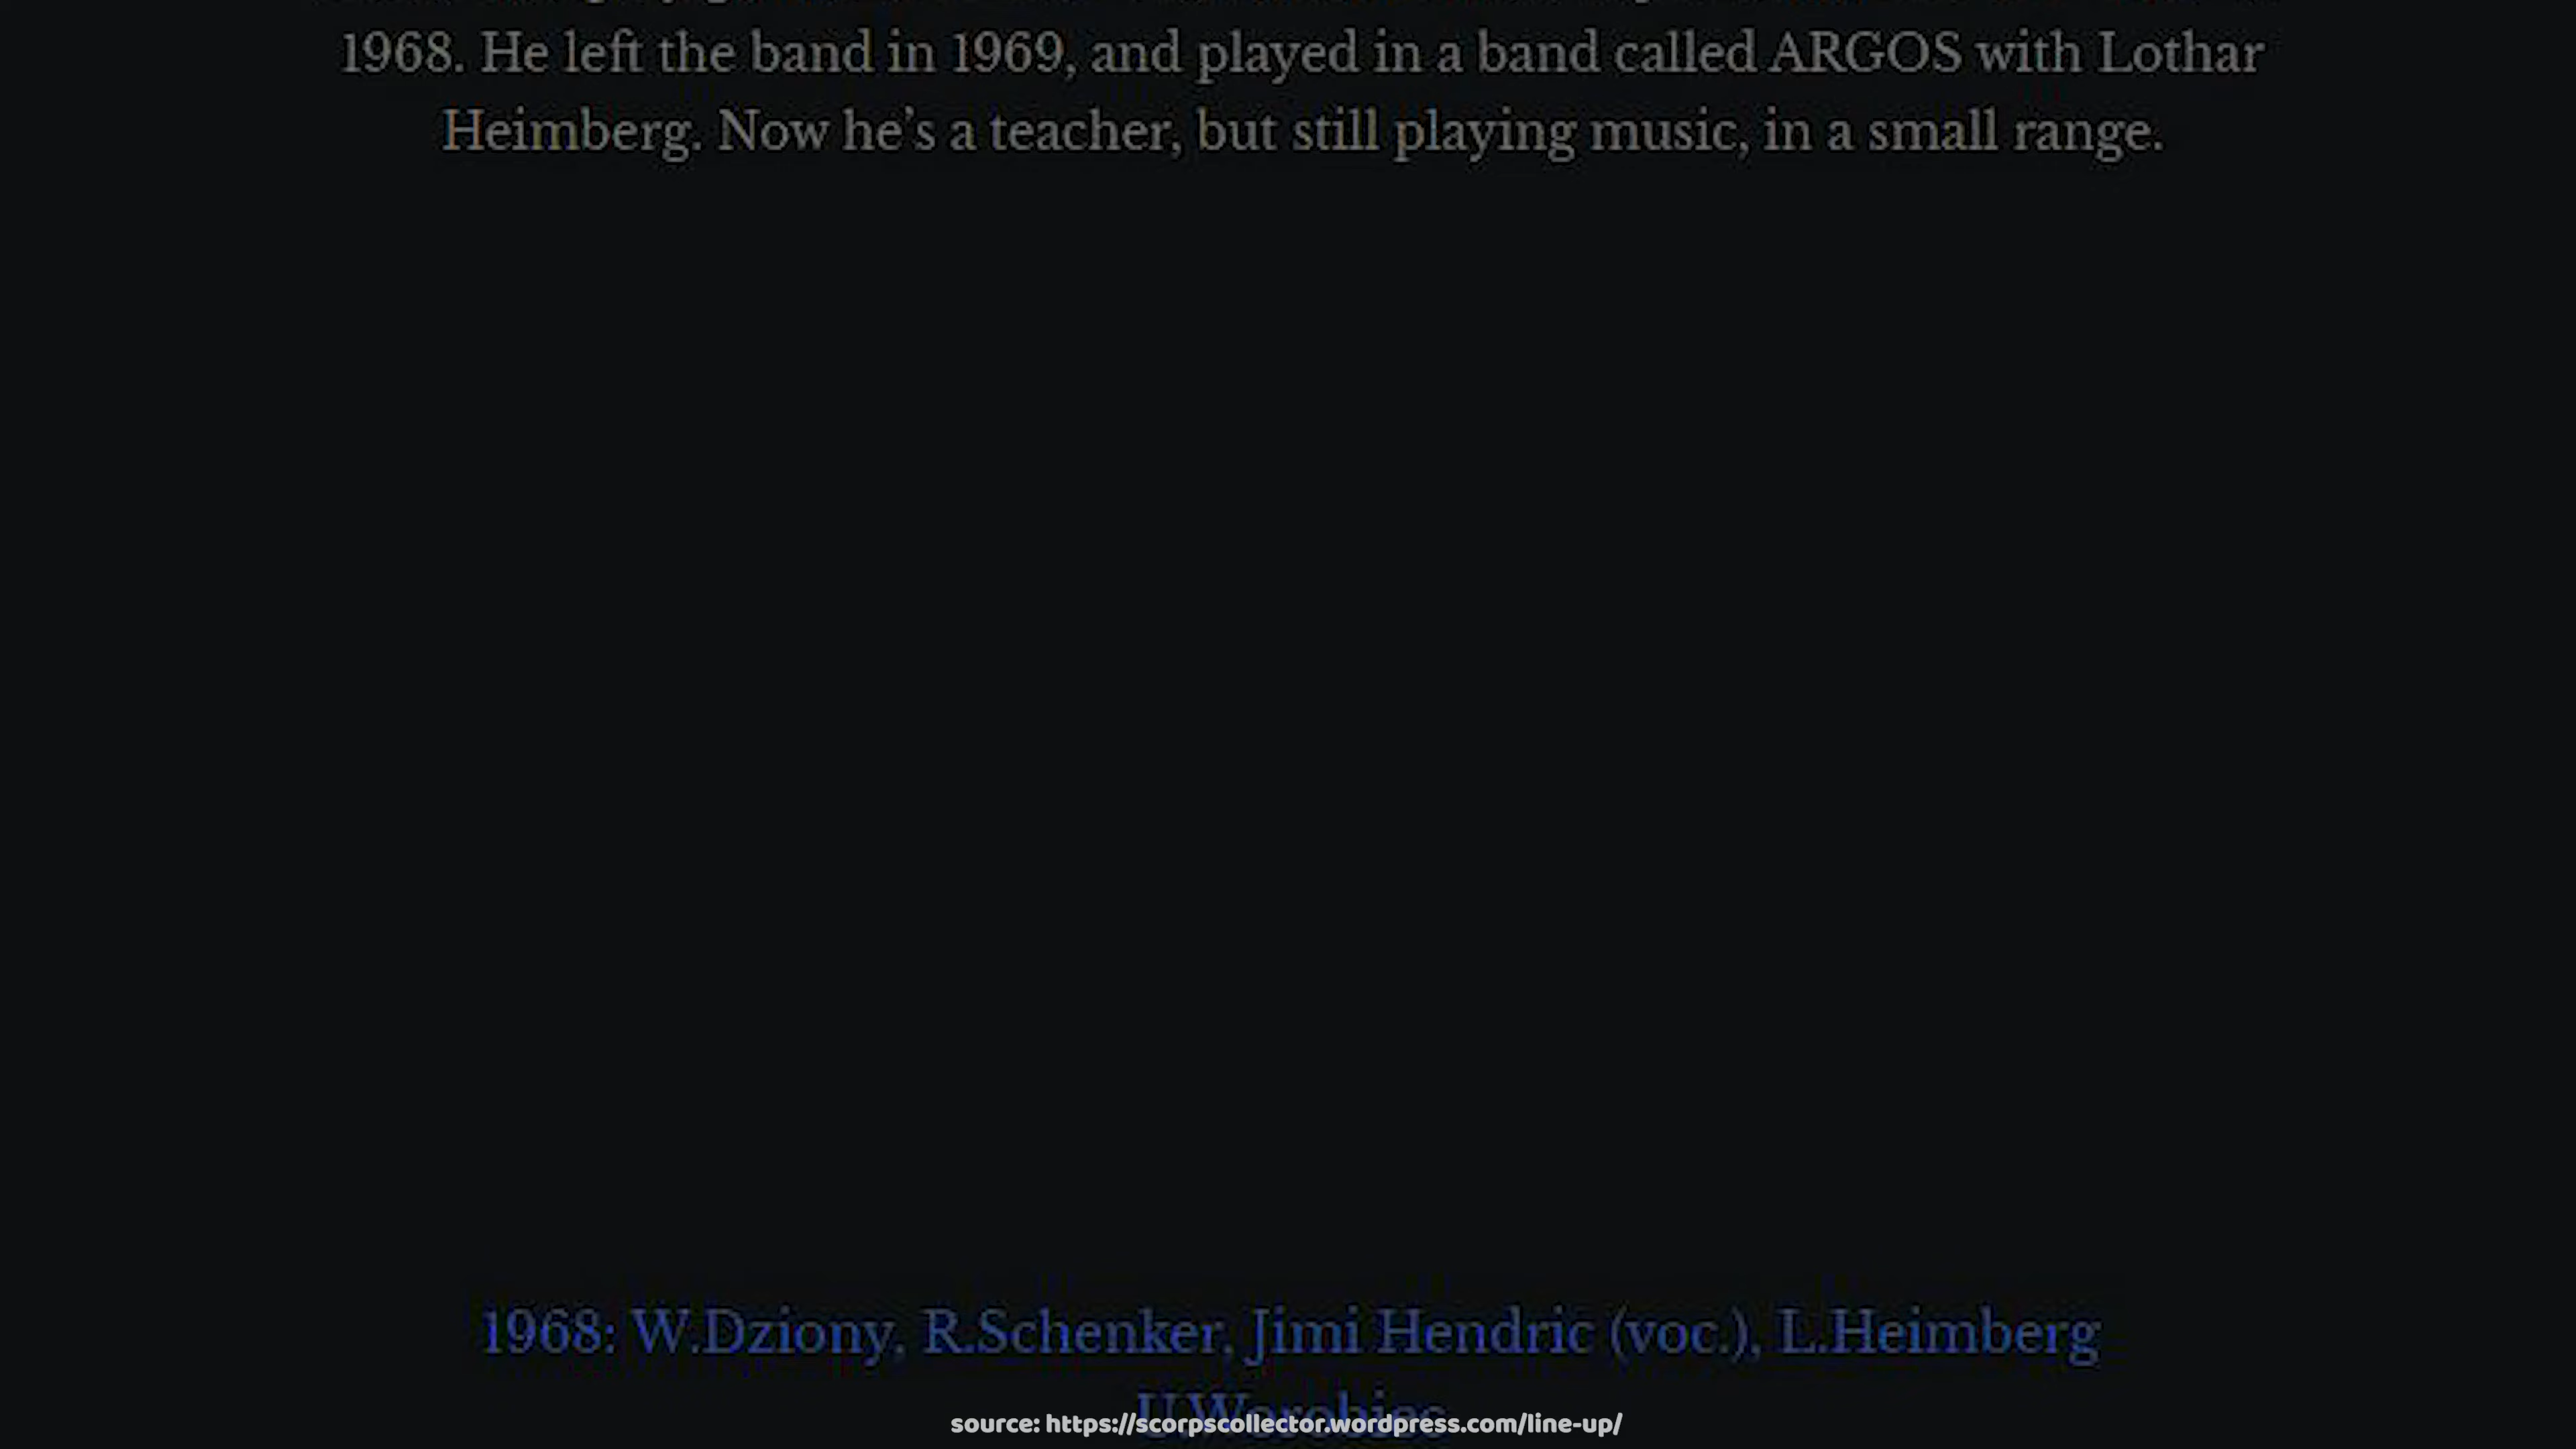 1968. He left the band in 1969, and played in a band called ARGOS with Lothar
Heimberg. Now he's a teacher, but still playing music, in a small range.
1968: W.Dziony, R.Schenker, Jimi Hendric (voc.), L.Heimberg
U.Worobiec
source: https://scorpscollector.wordpress.com/line-up/